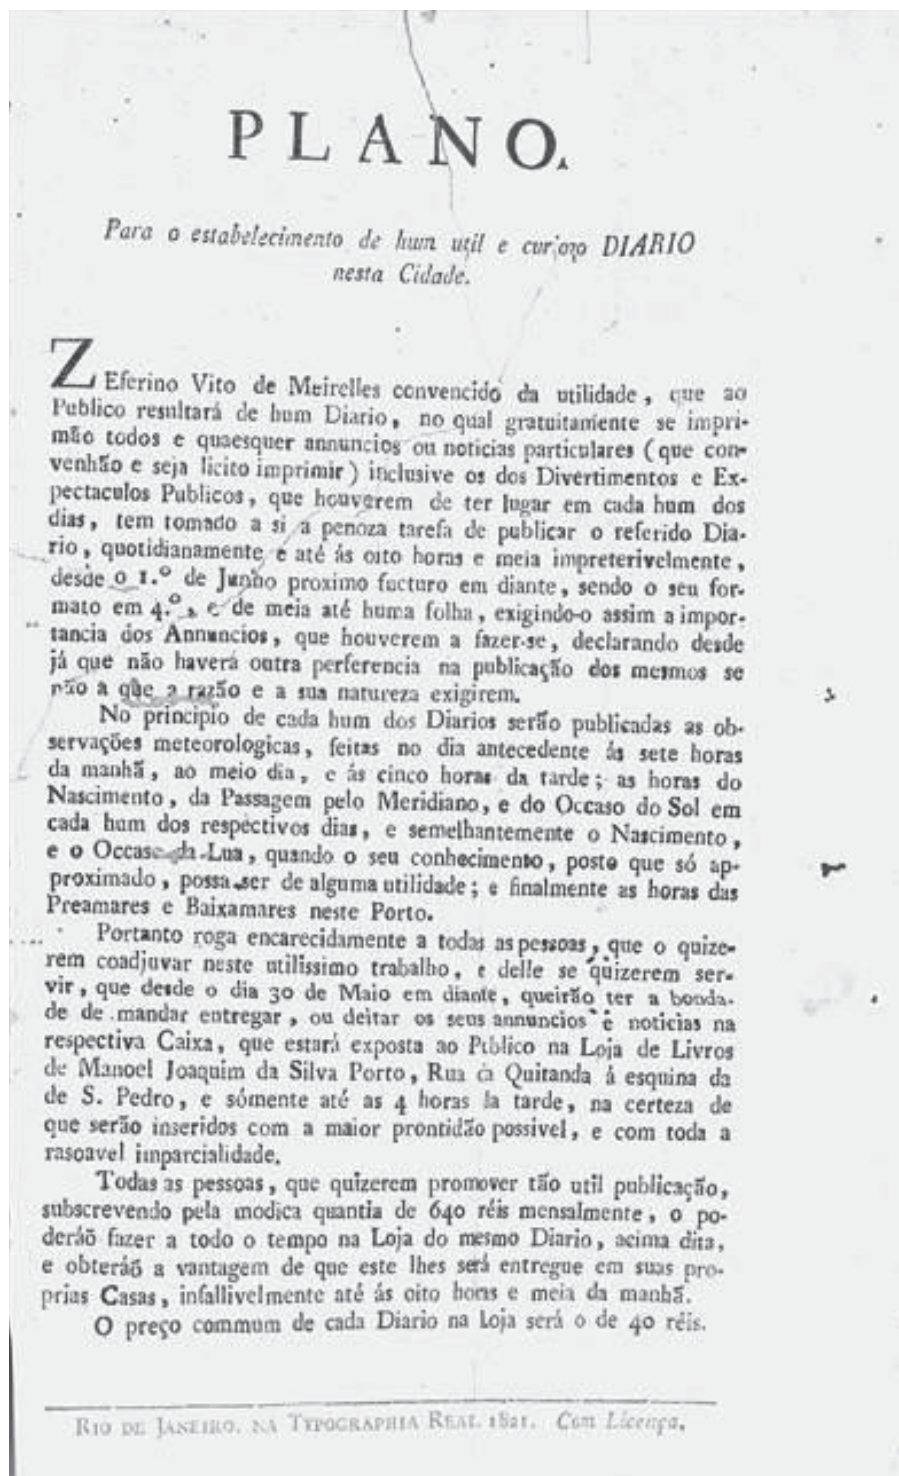 PLANO.
Para o estabelecimento de hum util e curiozo DIARIO
nesta Cidade.
ZEferino Vito de Meirelles convencido da utilidade, que ao
Publico resultará de hum Diario, no qual gratuitamente se impri-
mão todos e quaesquer annuncios ou noticias particulares (que con-
venhão e seja licito imprimir) inclusive os dos Divertimentos e Ex-
pectaculos Publicos, que houverem de ter lugar em cada hum dos
dias, tem tomado a si a penoza tarefa de publicar o referido Dia-
rio, quotidianamente e até ás oito horas e meia impreterivelmente,
desde o 1.º de Junho proximo facturo em diante, sendo o seu for-
mato em 4.º, e de meia até huma folha, exigindo-o assim a impor-
tancia dos Annuncios, que houverem a fazer-se, declarando desde
já que não haverá outra perferencia na publicação dos mesmos se
não a que a razão e a sua natureza exigirem.
No principio de cada hum dos Diarios serão publicadas as ob-
servações meteorologicas, feitas no dia antecedente ás sete horas
da manhã, ao meio dia, e ás cinco horas da tarde; as horas do
Nascimento, da Passagem pelo Meridiano, e do Occaso do Sol em
cada hum dos respectivos dias, e semelhantemente o Nascimento,
e o Occaso da Lua, quando o seu conhecimento, posto que só ap-
proximado, possa ser de alguma utilidade; e finalmente as horas das
Preamares e Baixamares neste Porto.
Portanto roga encarecidamente a todas as pessoas, que o quize-
rem coadjuvar neste utilissimo trabalho, e delle se quizerem ser-
vir, que desde o dia 30 de Maio em diante, queirão ter a bonda-
de de mandar entregar, ou deitar os seus annuncios e noticias na
respectiva Caixa, que estará exposta ao Publico na Loja de Livros
de Manoel Joaquim da Silva Porto, Rua da Quitanda á esquina da
de S. Pedro, e sómente até as 4 horas da tarde, na certeza de
que serão inseridos com a maior prontidão possivel, e com toda a
rasoavel imparcialidade.
Todas as pessoas, que quizerem promover tão util publicação,
subscrevendo pela modica quantia de 640 réis mensalmente, o po-
deráõ fazer a todo o tempo na Loja do mesmo Diario, acima dita,
e obteráõ a vantagem de que este lhes será entregue em suas pro-
prias Casas, infallivelmente até ás oito horas e meia da manhã.
O preço commum de cada Diario na Loja será o de 40 réis.
RIO DE JANEIRO. NA TYPOGRAPHIA REAL 1821. Com Licença.